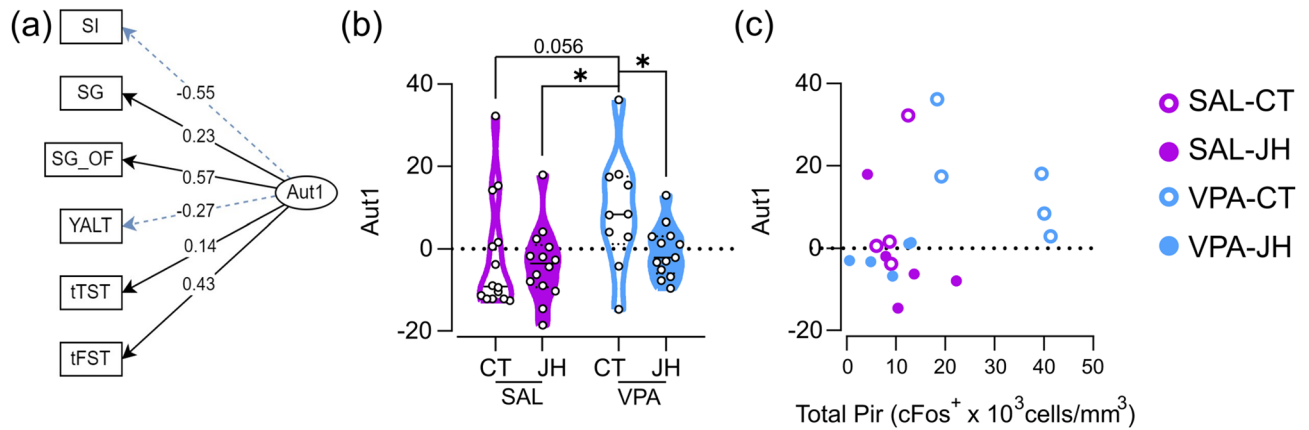 (a)
SI
SG
SG_OF
YALT
tTST
tFST
-0.55
0.23
0.57
-0.27
0.14
0.43
Aut1
(b)
Aut1
40
20
0
-20
0.056
*
*
CT JH CT JH
SAL VPA
(c)
Aut1
40
20
0
-20
0 10 20 30 40 50
Total Pir (cFos+ x 10³cells/mm³)
SAL-CT
SAL-JH
VPA-CT
VPA-JH